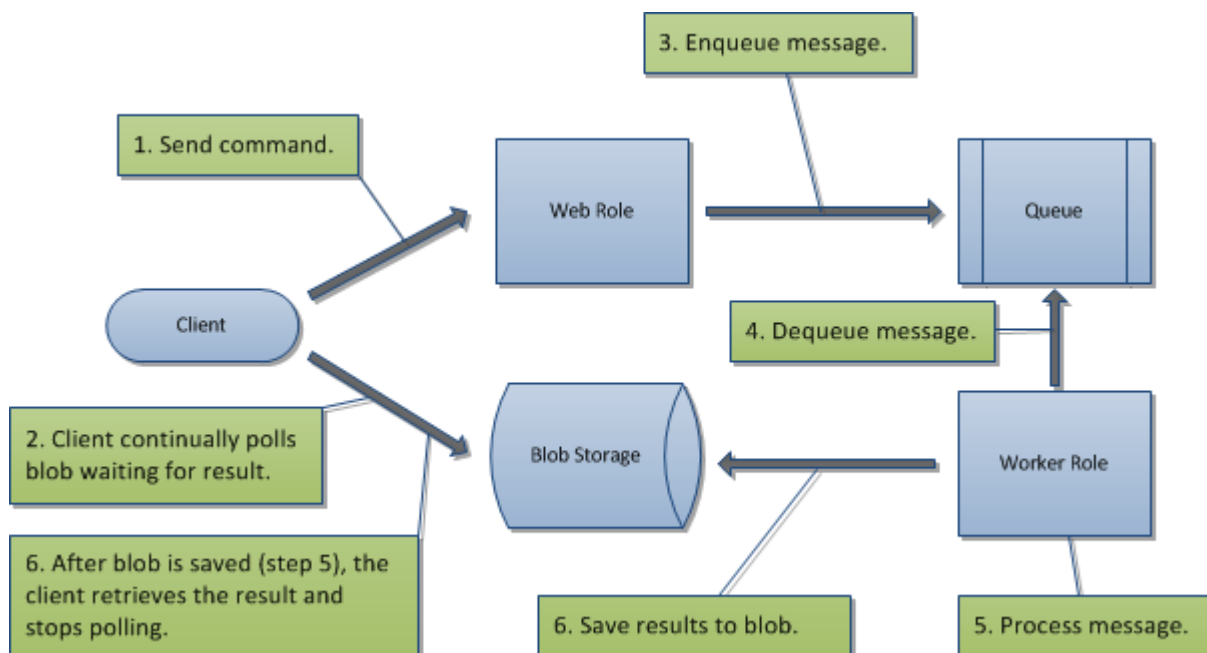 3. Enqueue message.
1. Send command.
Web Role
Queue
Client
4. Dequeue message.
2. Client continually polls
blob waiting for result.
Blob Storage
Worker Role
6. After blob is saved (step 5), the
client retrieves the result and
stops polling.
6. Save results to blob.
5. Process message.